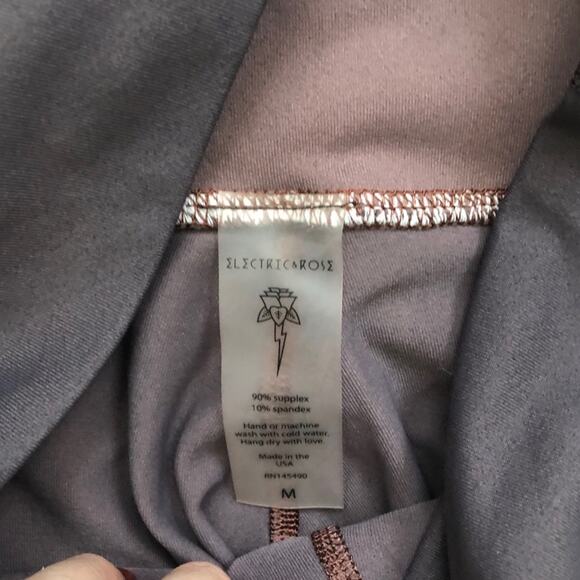 ELECTRIC&ROSE
90% supplex
10% spandex
Hand or machine
wash with cold water.
Hang dry with love.
Made in the
USA
RN145490
M